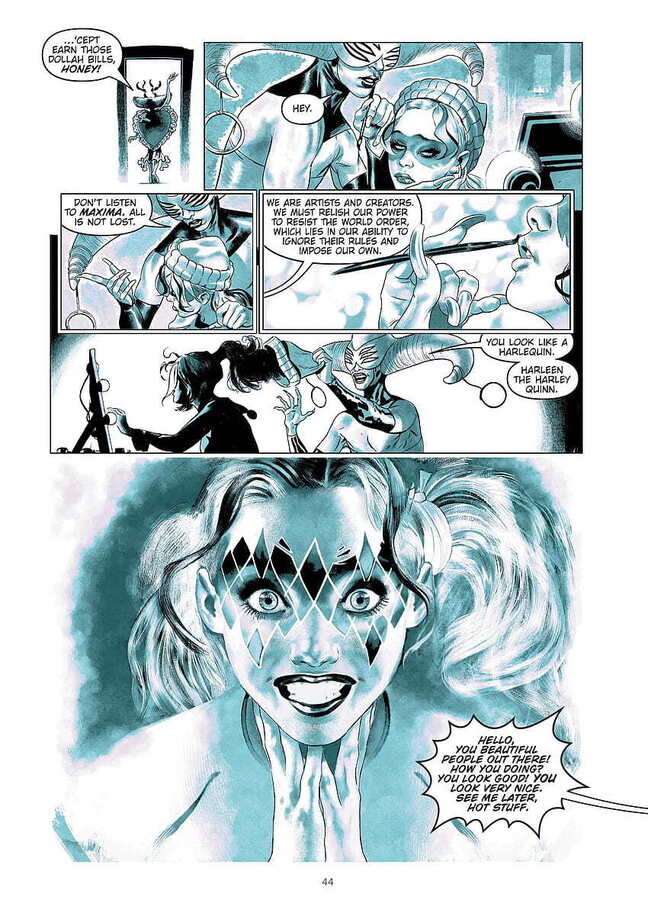 ...'CEPT
EARN THOSE
DOLLAH BILLS,
HONEY!
HEY.
DON'T LISTEN
TO MAXIMA. ALL
IS NOT LOST.
WE ARE ARTISTS AND CREATORS.
WE MUST RELISH OUR POWER
TO RESIST THE WORLD ORDER,
WHICH LIES IN OUR ABILITY TO
IGNORE THEIR RULES AND
IMPOSE OUR OWN.
YOU LOOK LIKE A
HARLEQUIN.
HARLEEN
THE HARLEY
QUINN.
HELLO,
YOU BEAUTIFUL
PEOPLE OUT THERE!
HOW YOU DOING?
YOU LOOK GOOD! YOU
LOOK VERY NICE.
SEE ME LATER,
HOT STUFF.
44